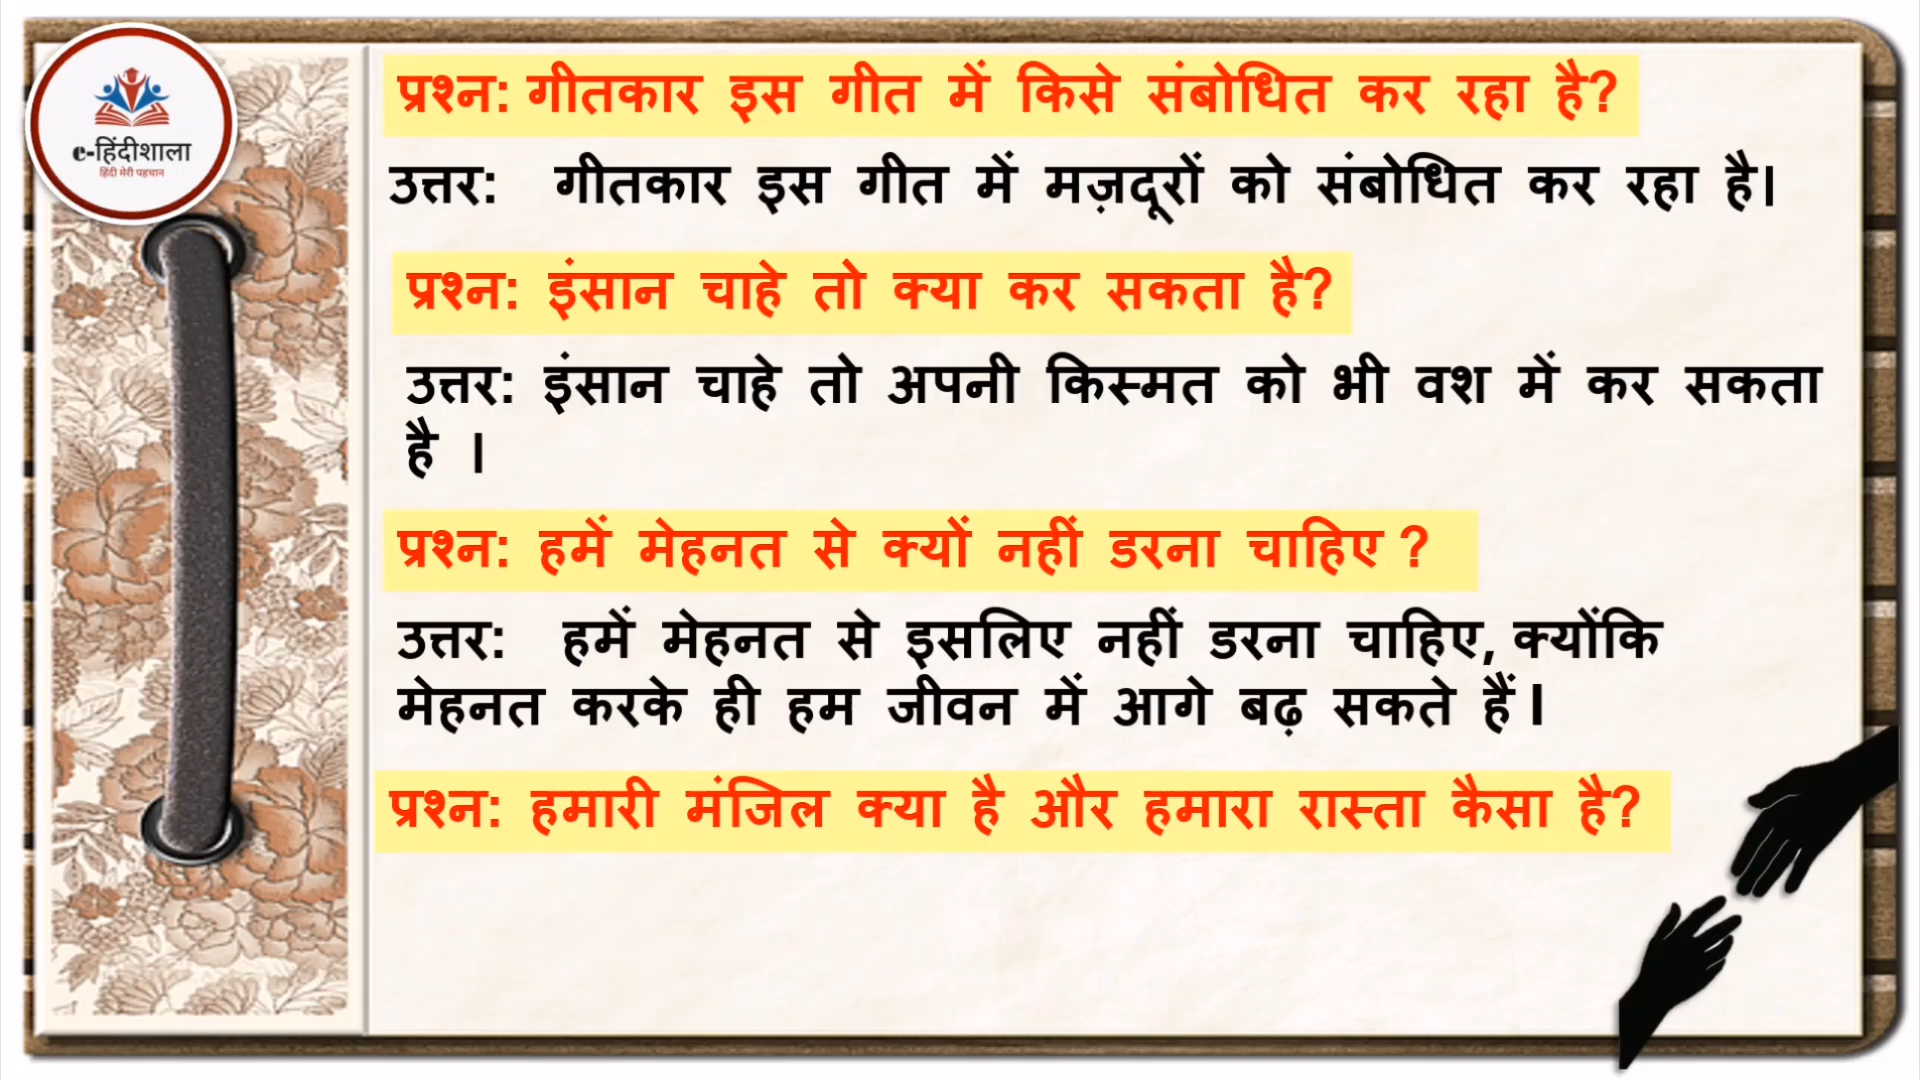 e-हिंदीशाला
हिंदी मेरी पहचान
प्रश्न: गीतकार इस गीत में किसे संबोधित कर रहा है?
उत्तर: गीतकार इस गीत में मज़दूरों को संबोधित कर रहा है।
प्रश्न: इंसान चाहे तो क्या कर सकता है?
उत्तर: इंसान चाहे तो अपनी किस्मत को भी वश में कर सकता
है ।
प्रश्न: हमें मेहनत से क्यों नहीं डरना चाहिए ?
उत्तर: हमें मेहनत से इसलिए नहीं डरना चाहिए, क्योंकि
मेहनत करके ही हम जीवन में आगे बढ़ सकते हैं l
प्रश्न: हमारी मंजिल क्या है और हमारा रास्ता कैसा है?